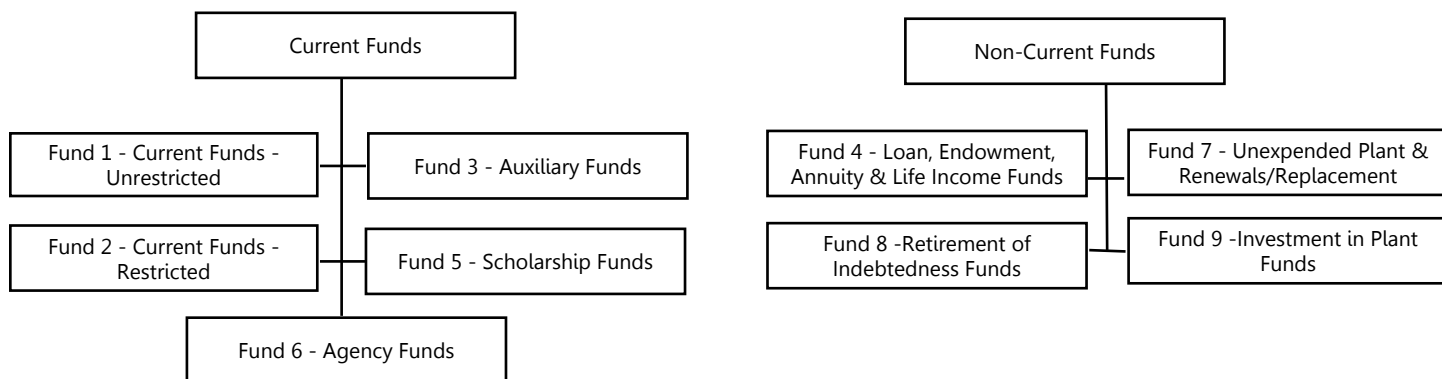 Current Funds
Fund 1 - Current Funds -
Unrestricted
Fund 3 - Auxiliary Funds
Fund 2 - Current Funds -
Restricted
Fund 5 - Scholarship Funds
Fund 6 - Agency Funds
Non-Current Funds
Fund 4 - Loan, Endowment,
Annuity & Life Income Funds
Fund 7 - Unexpended Plant &
Renewals/Replacement
Fund 8 -Retirement of
Indebtedness Funds
Fund 9 -Investment in Plant
Funds